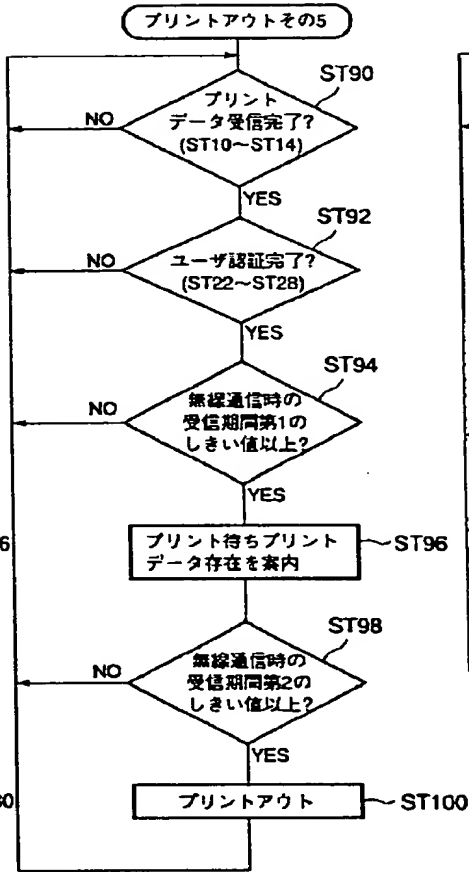 プリントアウトその5
ST90
プリント
データ受信完了?
(ST10～ST14)
NO
YES
ST92
ユーザ認証完了?
(ST22～ST28)
NO
YES
ST94
無線通信時の
受信期間第1の
しきい値以上?
NO
YES
プリント待ちプリント
データ存在を案内
ST96
ST98
無線通信時の
受信期間第2の
しきい値以上?
NO
YES
プリントアウト
ST100